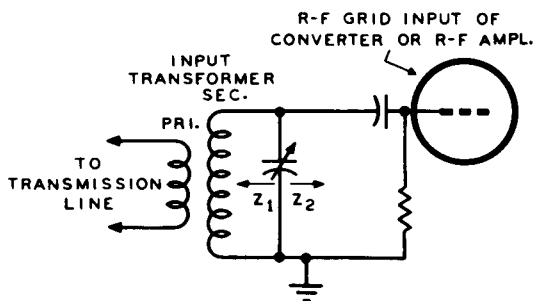 R-F GRID INPUT OF
CONVERTER OR R-F AMPL.
INPUT
TRANSFORMER
SEC.
PRI.
TO
TRANSMISSION
LINE
Z1 Z2